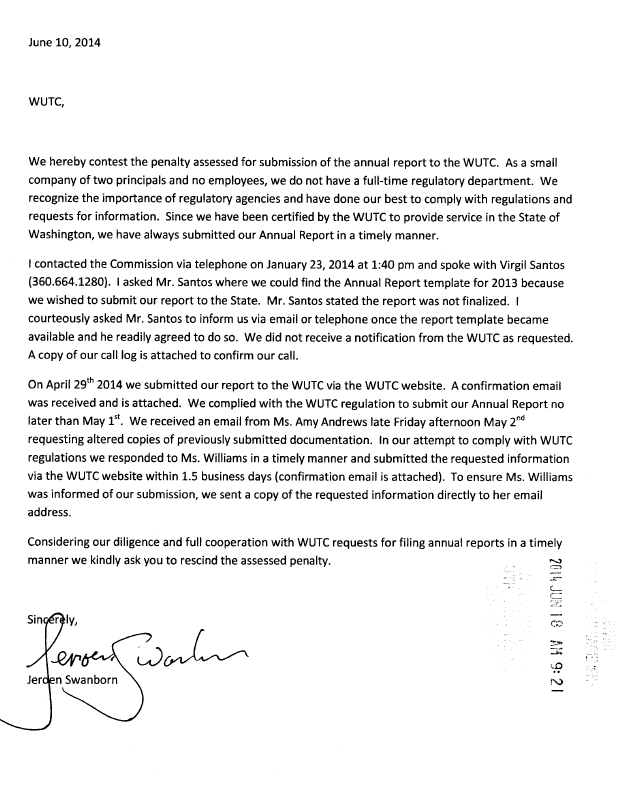 June 10, 2014
WUTC,
We hereby contest the penalty assessed for submission of the annual report to the WUTC.  As a small
company of two principals and no employees, we do not have a full-time regulatory department.  We
recognize the importance of regulatory agencies and have done our best to comply with regulations and
requests for information.  Since we have been certified by the WUTC to provide service in the State of
Washington, we have always submitted our Annual Report in a timely manner.
I contacted the Commission via telephone on January 23, 2014 at 1:40 pm and spoke with Virgil Santos
(360.664.1280).  I asked Mr. Santos where we could find the Annual Report template for 2013 because
we wished to submit our report to the State.  Mr. Santos stated the report was not finalized.  I
courteously asked Mr. Santos to inform us via email or telephone once the report template became
available and he readily agreed to do so.  We did not receive a notification from the WUTC as requested.
A copy of our call log is attached to confirm our call.
On April 29th 2014 we submitted our report to the WUTC via the WUTC website.  A confirmation email
was received and is attached.  We complied with the WUTC regulation to submit our Annual Report no
later than May 1st.  We received an email from Ms. Amy Andrews late Friday afternoon May 2nd
requesting altered copies of previously submitted documentation.  In our attempt to comply with WUTC
regulations we responded to Ms. Williams in a timely manner and submitted the requested information
via the WUTC website within 1.5 business days (confirmation email is attached).  To ensure Ms. Williams
was informed of our submission, we sent a copy of the requested information directly to her email
address.
Considering our diligence and full cooperation with WUTC requests for filing annual reports in a timely
manner we kindly ask you to rescind the assessed penalty.
2014 JUN 18 AM 9:21
Sincerely,
Jeroen Swanborn
Jeroen Swanborn